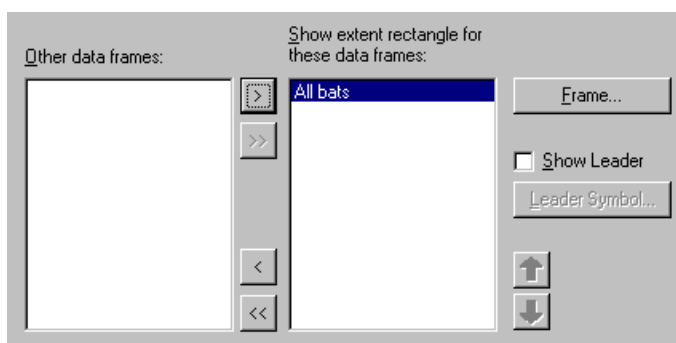 Other data frames:
Show extent rectangle for
these data frames:
>
All bats
Frame...
>>
Show Leader
Leader Symbol...
<
<<